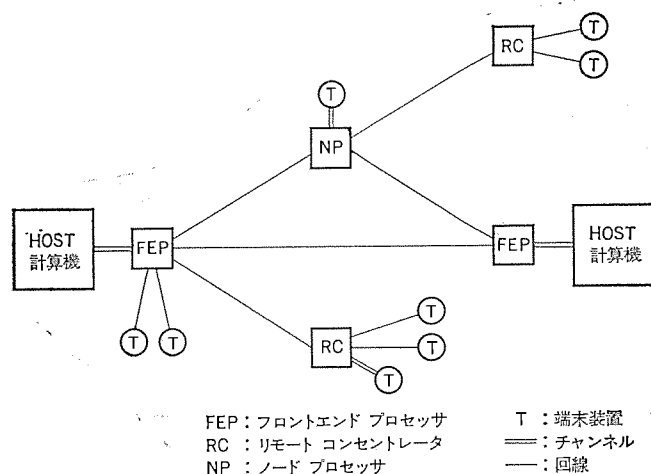 T
RC
T
T
NP
HOST
計算機
FEP
FEP
HOST
計算機
T
T
T
RC
T
T
FEP：フロントエンド プロセッサ
RC：リモート コンセントレータ
NP：ノード プロセッサ
T：端末装置
＝：チャンネル
―：回線